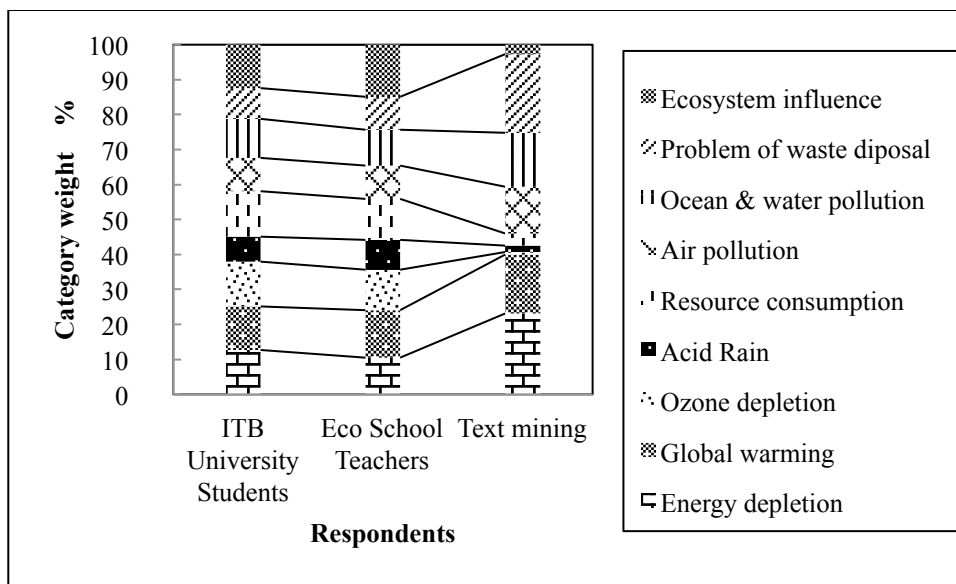 100
90
80
70
60
50
40
30
20
10
0
Category weight %
ITB
University
Students
Eco School
Teachers
Text mining
Respondents
Ecosystem influence
Problem of waste diposal
Ocean & water pollution
Air pollution
Resource consumption
Acid Rain
Ozone depletion
Global warming
Energy depletion